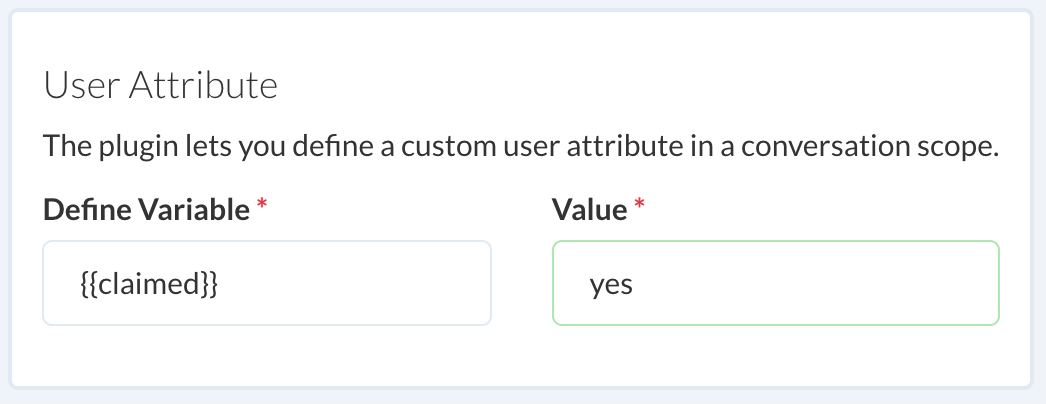 User Attribute
The plugin lets you define a custom user attribute in a conversation scope.
Define Variable *
Value *
{{claimed}}
yes